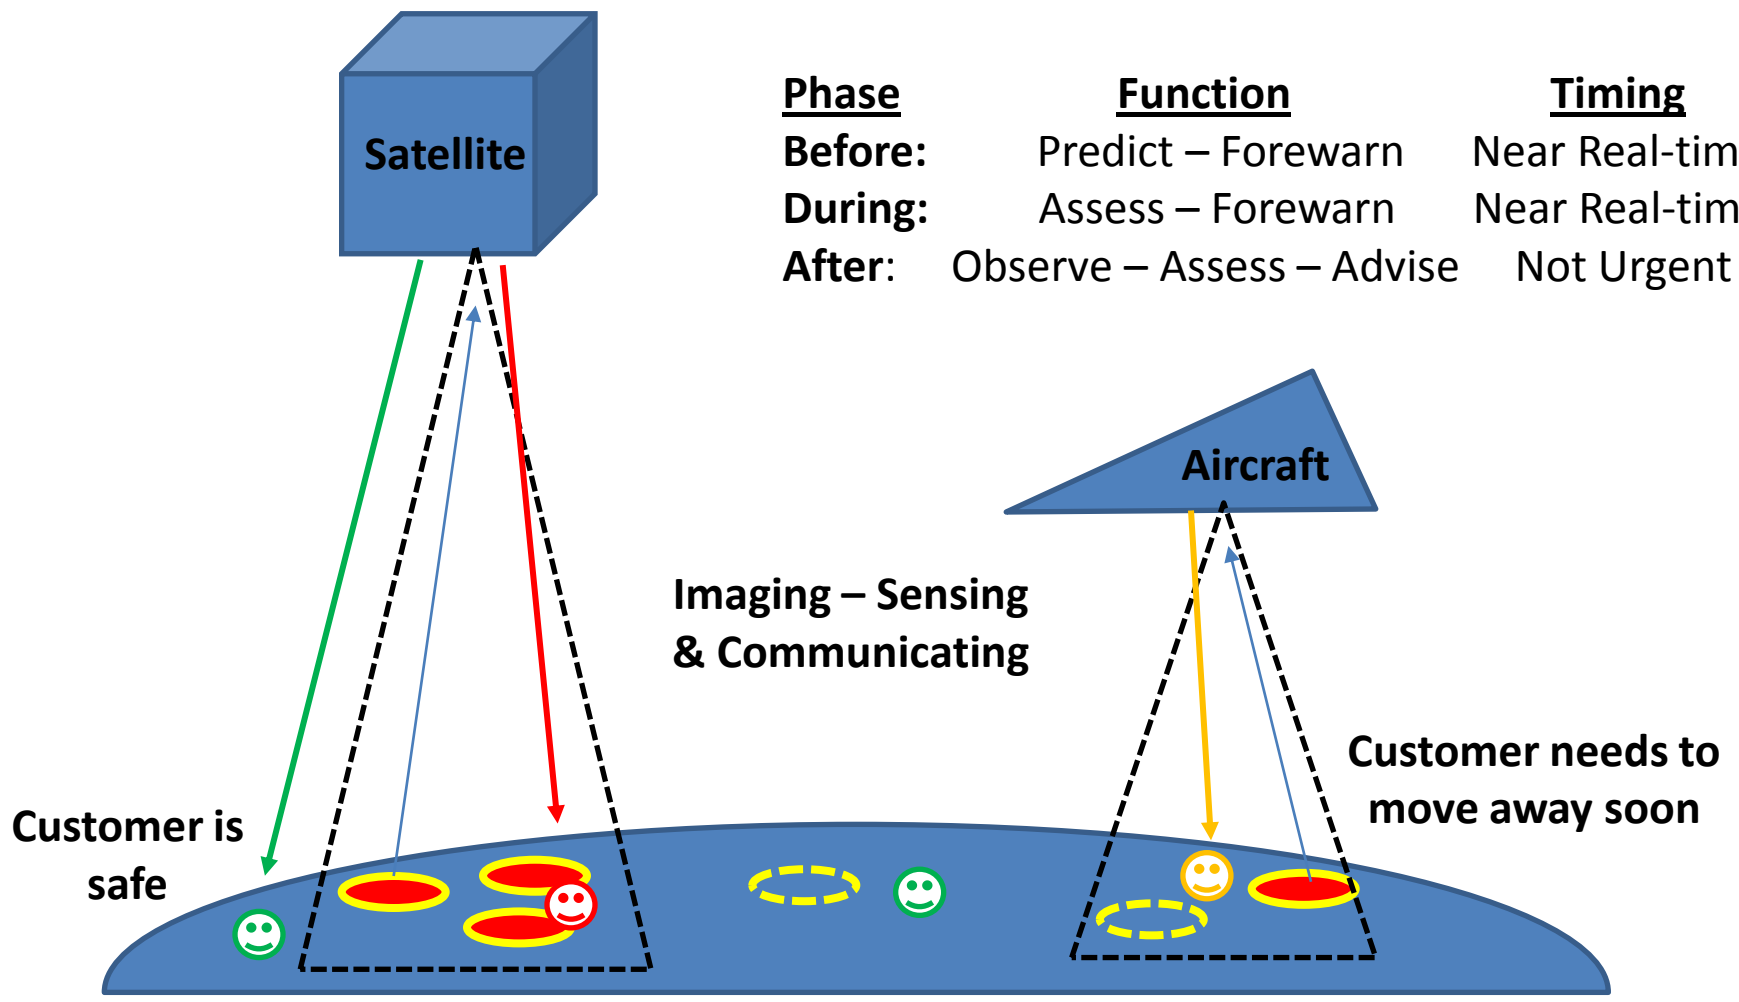 Satellite
Phase Function Timing
Before: Predict – Forewarn Near Real-tim
During: Assess – Forewarn Near Real-tim
After: Observe – Assess – Advise Not Urgent
Aircraft
Imaging – Sensing
& Communicating
Customer needs to
move away soon
Customer is
safe